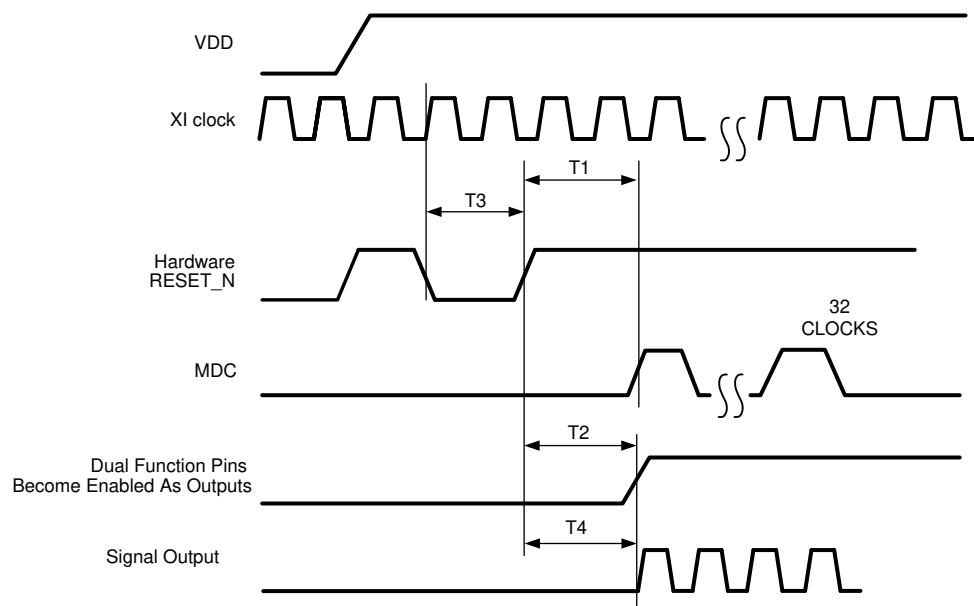 VDD
XI clock
T1
T3
Hardware
RESET_N
32
CLOCKS
MDC
T2
Dual Function Pins
Become Enabled As Outputs
T4
Signal Output